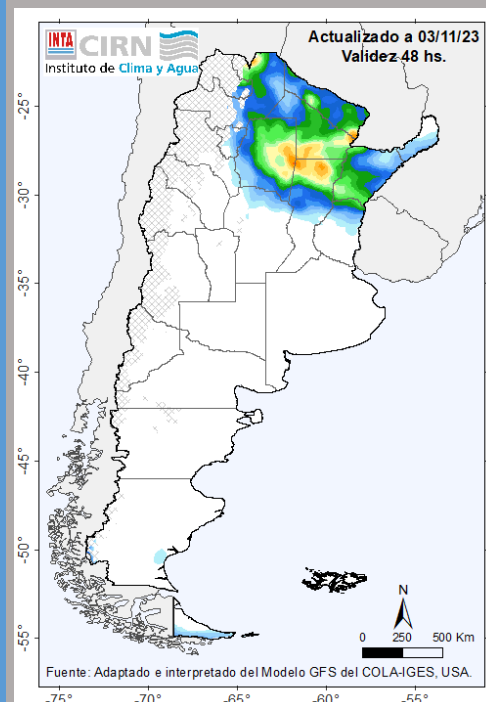 INTA CIRN
Instituto de Clima y Agua
Actualizado a 03/11/23
Validez 48 hs.
-25°
-30°
-35°
-40°
-45°
-50°
-55°
N
0 250 500 Km
Fuente: Adaptado e interpretado del Modelo GFS del COLA-IGES, USA.
-75° -70° -65° -60° -55°